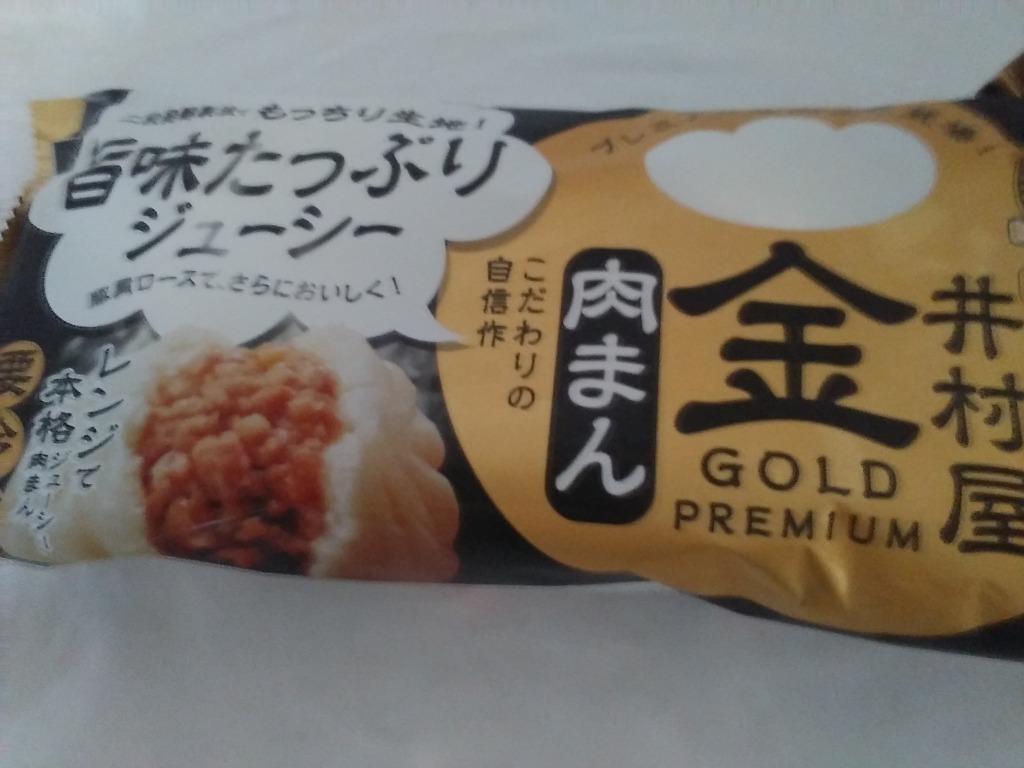 もっちり生地!
旨味たっぷり
ジューシー
豚肩ロースで、さらにおいしく!
レンジで
本格
ジューシー
肉まん
要冷
こだわりの
自信作
肉まん
金
GOLD
PREMIUM
井村屋